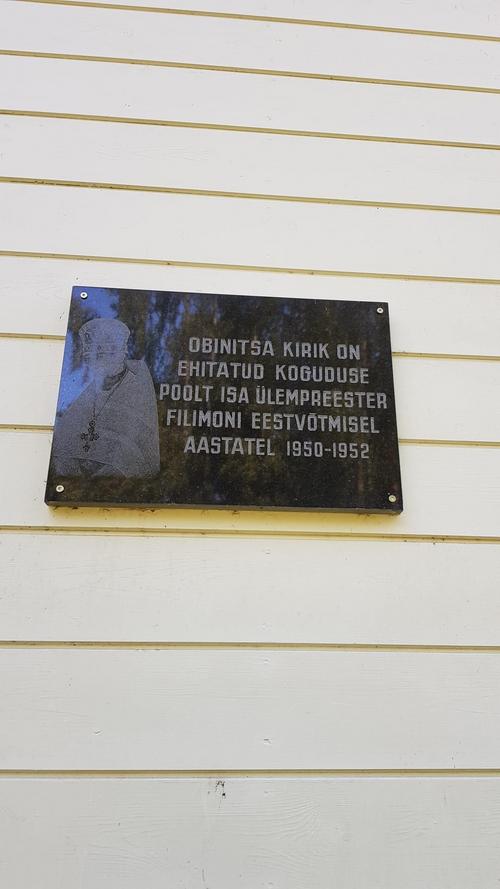 OBINITSA KIRIK ON
EHITATUD KOGUDUSE
POOLT ISA ÜLEMPREESTER
FILIMONI EESTVÕTMISEL
AASTATEL 1950-1952